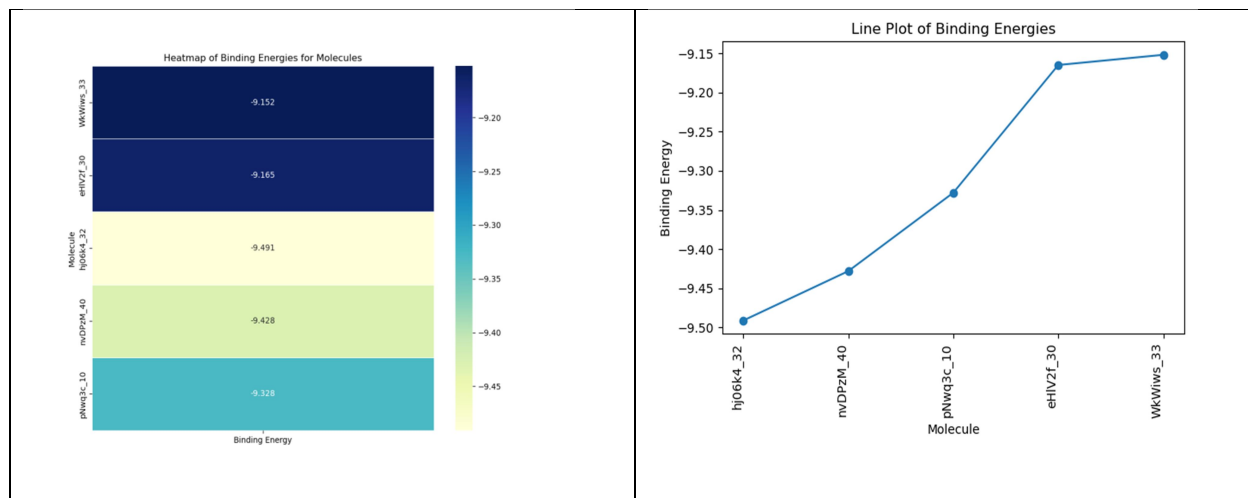 Heatmap of Binding Energies for Molecules
WkWiws_33
eHlV2f_30
hj06k4_32
nvDPzM_40
pNwq3c_10
Molecule
-9.152
-9.165
-9.491
-9.428
-9.328
Binding Energy
−9.20
−9.25
−9.30
−9.35
−9.40
−9.45
Line Plot of Binding Energies
Binding Energy
−9.15
−9.20
−9.25
−9.30
−9.35
−9.40
−9.45
−9.50
hj06k4_32
nvDPzM_40
pNwq3c_10
eHlV2f_30
WkWiws_33
Molecule